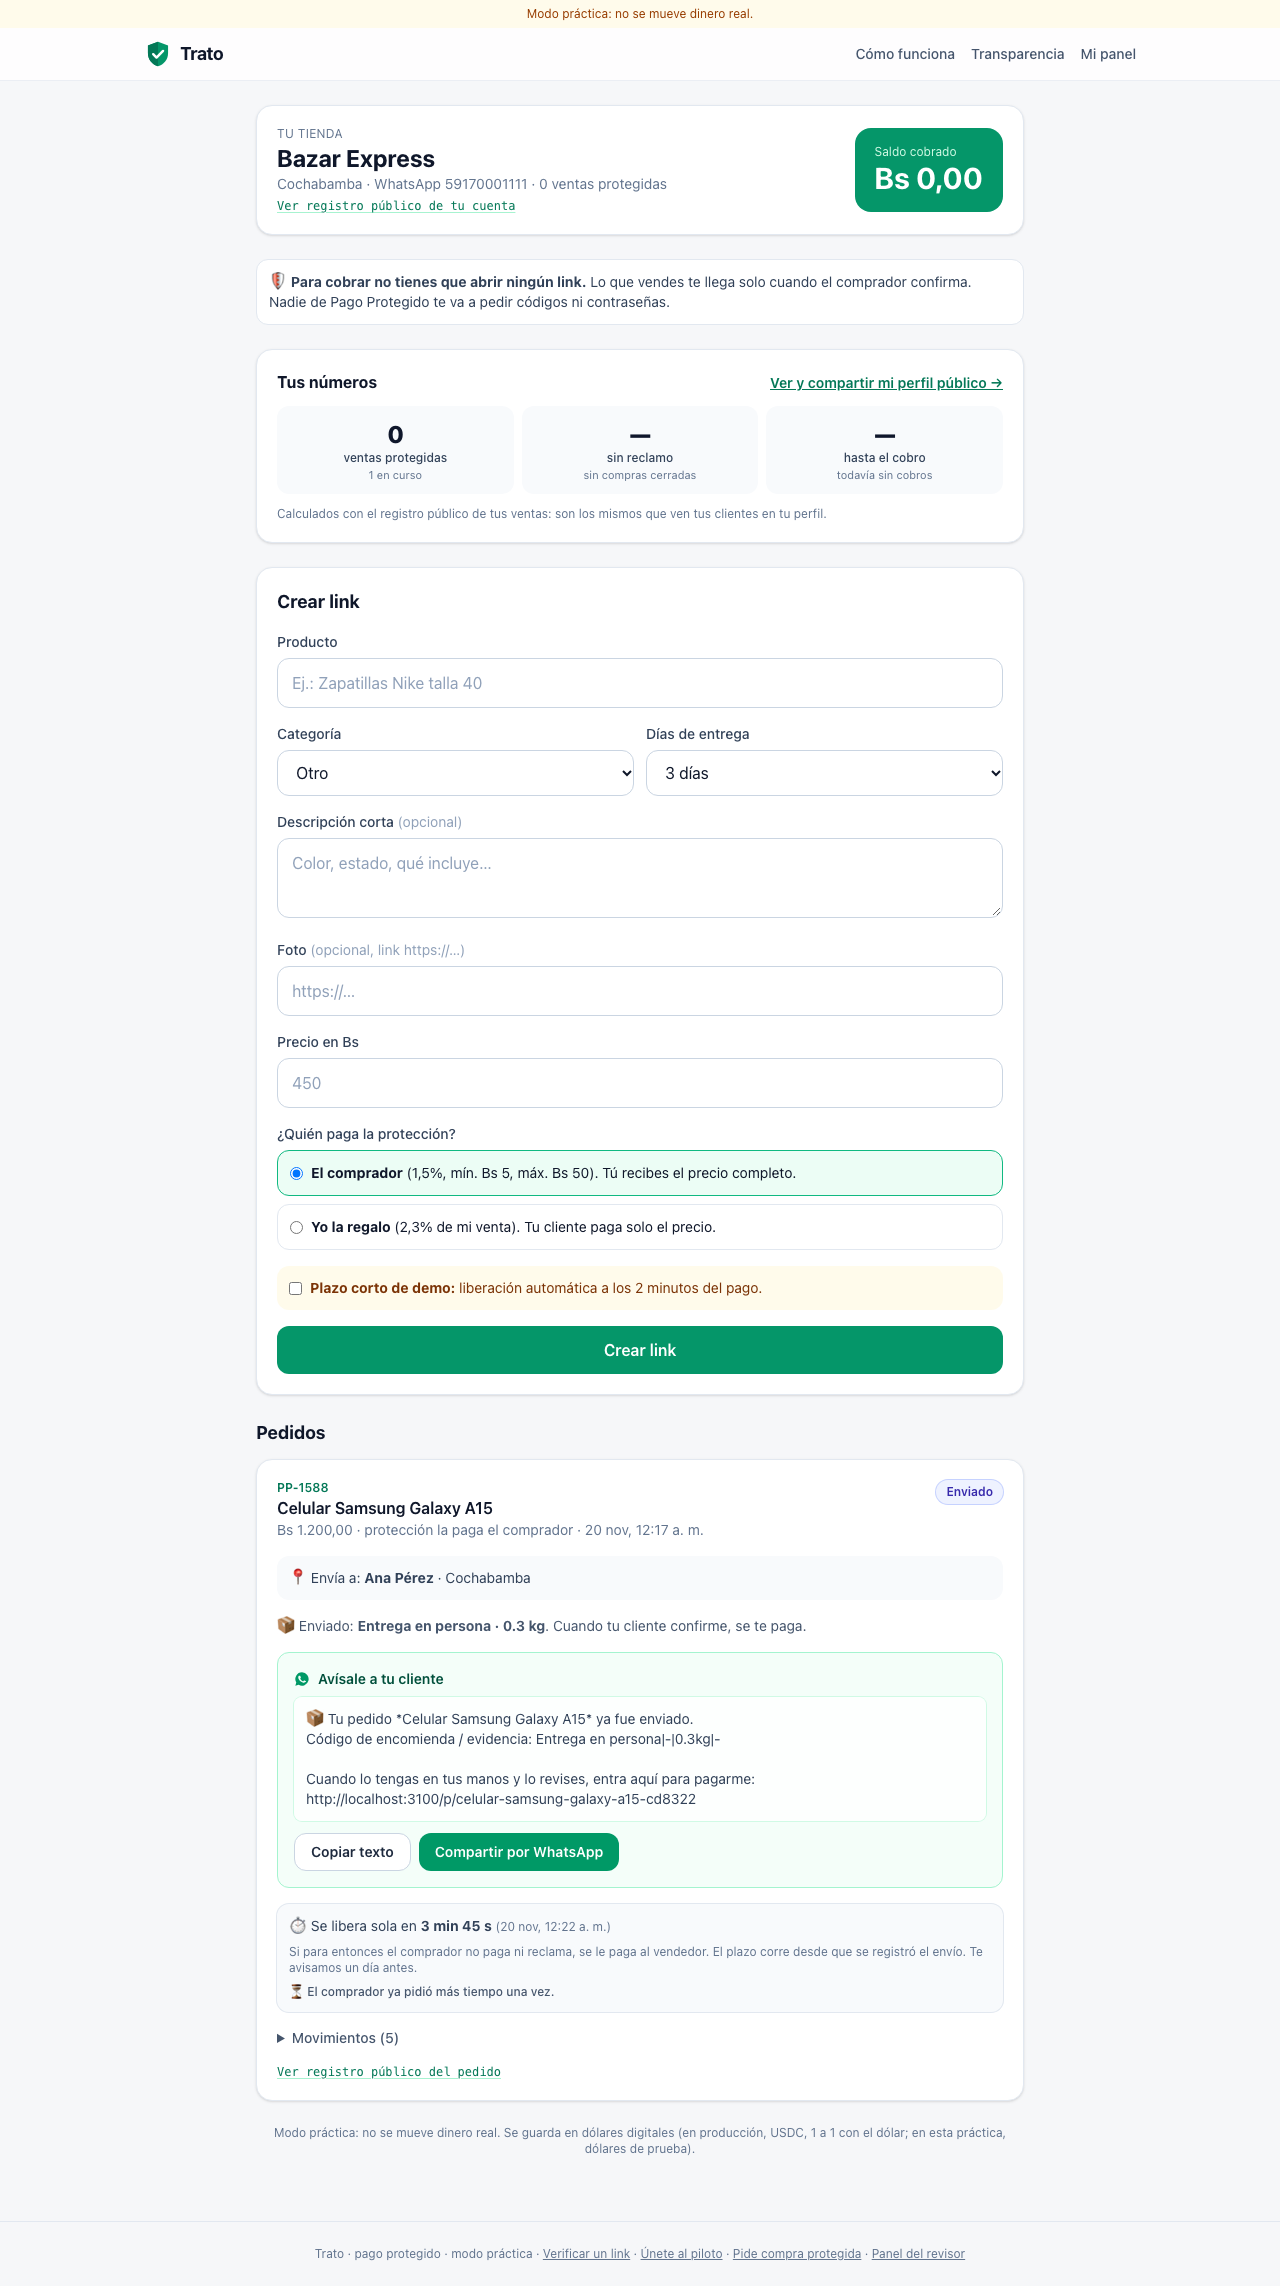 Modo práctica: no se mueve dinero real.
Trato
Cómo funciona Transparencia Mi panel
TU TIENDA
Bazar Express
Cochabamba · WhatsApp 59170001111 · 0 ventas protegidas
Ver registro público de tu cuenta
Saldo cobrado
Bs 0,00
Para cobrar no tienes que abrir ningún link. Lo que vendes te llega solo cuando el comprador confirma.
Nadie de Pago Protegido te va a pedir códigos ni contraseñas.
Tus números
Ver y compartir mi perfil público →
0
ventas protegidas
1 en curso
—
sin reclamo
sin compras cerradas
—
hasta el cobro
todavía sin cobros
Calculados con el registro público de tus ventas: son los mismos que ven tus clientes en tu perfil.
Crear link
Producto
Ej.: Zapatillas Nike talla 40
Categoría
Otro
Días de entrega
3 días
Descripción corta (opcional)
Color, estado, qué incluye...
Foto (opcional, link https://...)
https://...
Precio en Bs
450
¿Quién paga la protección?
El comprador (1,5%, mín. Bs 5, máx. Bs 50). Tú recibes el precio completo.
Yo la regalo (2,3% de mi venta). Tu cliente paga solo el precio.
Plazo corto de demo: liberación automática a los 2 minutos del pago.
Crear link
Pedidos
PP-1588
Enviado
Celular Samsung Galaxy A15
Bs 1.200,00 · protección la paga el comprador · 20 nov, 12:17 a. m.
📍 Envía a: Ana Pérez · Cochabamba
📦 Enviado: Entrega en persona · 0.3 kg. Cuando tu cliente confirme, se te paga.
Avísale a tu cliente
📦 Tu pedido *Celular Samsung Galaxy A15* ya fue enviado.
Código de encomienda / evidencia: Entrega en persona|-|0.3kg|-
Cuando lo tengas en tus manos y lo revises, entra aquí para pagarme:
http://localhost:3100/p/celular-samsung-galaxy-a15-cd8322
Copiar texto
Compartir por WhatsApp
⏱ Se libera sola en 3 min 45 s (20 nov, 12:22 a. m.)
Si para entonces el comprador no paga ni reclama, se le paga al vendedor. El plazo corre desde que se registró el envío. Te
avisamos un día antes.
⏳ El comprador ya pidió más tiempo una vez.
Movimientos (5)
Ver registro público del pedido
Modo práctica: no se mueve dinero real. Se guarda en dólares digitales (en producción, USDC, 1 a 1 con el dólar; en esta práctica,
dólares de prueba).
Trato · pago protegido · modo práctica · Verificar un link · Únete al piloto · Pide compra protegida · Panel del revisor